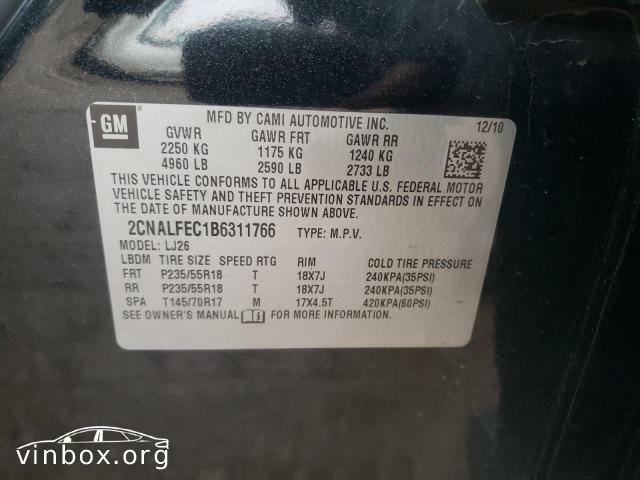 GM ®
MFD BY CAMI AUTOMOTIVE INC. 12/10
GVWR GAWR FRT GAWR RR
2250 KG 1175 KG 1240 KG
4960 LB 2590 LB 2733 LB
THIS VEHICLE CONFORMS TO ALL APPLICABLE U.S. FEDERAL MOTOR
VEHICLE SAFETY AND THEFT PREVENTION STANDARDS IN EFFECT ON
THE DATE OF MANUFACTURE SHOWN ABOVE.
2CNALFEC1B6311766 TYPE: M.P.V.
MODEL: LJ26
LBDM TIRE SIZE SPEED RTG RIM COLD TIRE PRESSURE
FRT P235/55R18 T 18X7J 240KPA(35PSI)
RR P235/55R18 T 18X7J 240KPA(35PSI)
SPA T145/70R17 M 17X4.5T 420KPA(60PSI)
SEE OWNER'S MANUAL i FOR MORE INFORMATION.
vinbox.org